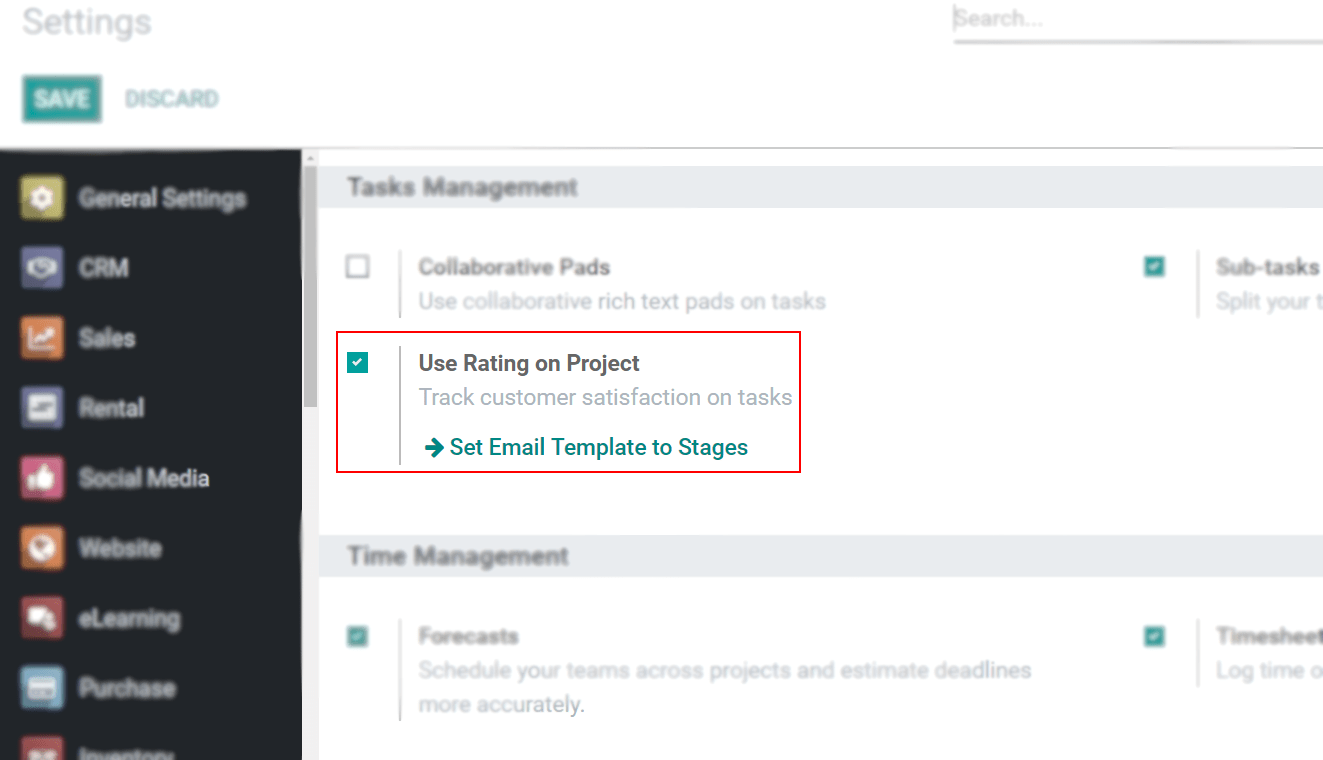 Settings
Search...
SAVE
DISCARD
General Settings
CRM
Sales
Rental
Social Media
Website
eLearning
Purchase
Inventory
Tasks Management
Collaborative Pads
Use collaborative rich text pads on tasks
Sub-tasks
Split your t
Use Rating on Project
Track customer satisfaction on tasks
Set Email Template to Stages
Time Management
Forecasts
Schedule your teams across projects and estimate deadlines
more accurately.
Timesheet
Log time o